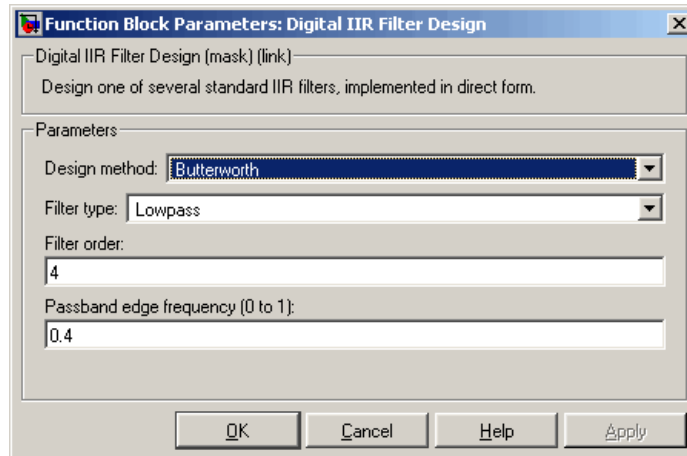 Function Block Parameters: Digital IIR Filter Design
Digital IIR Filter Design (mask) (link)
Design one of several standard IIR filters, implemented in direct form.
Parameters
Design method: Butterworth
Filter type: Lowpass
Filter order:
4
Passband edge frequency (0 to 1):
0.4
OK Cancel Help Apply